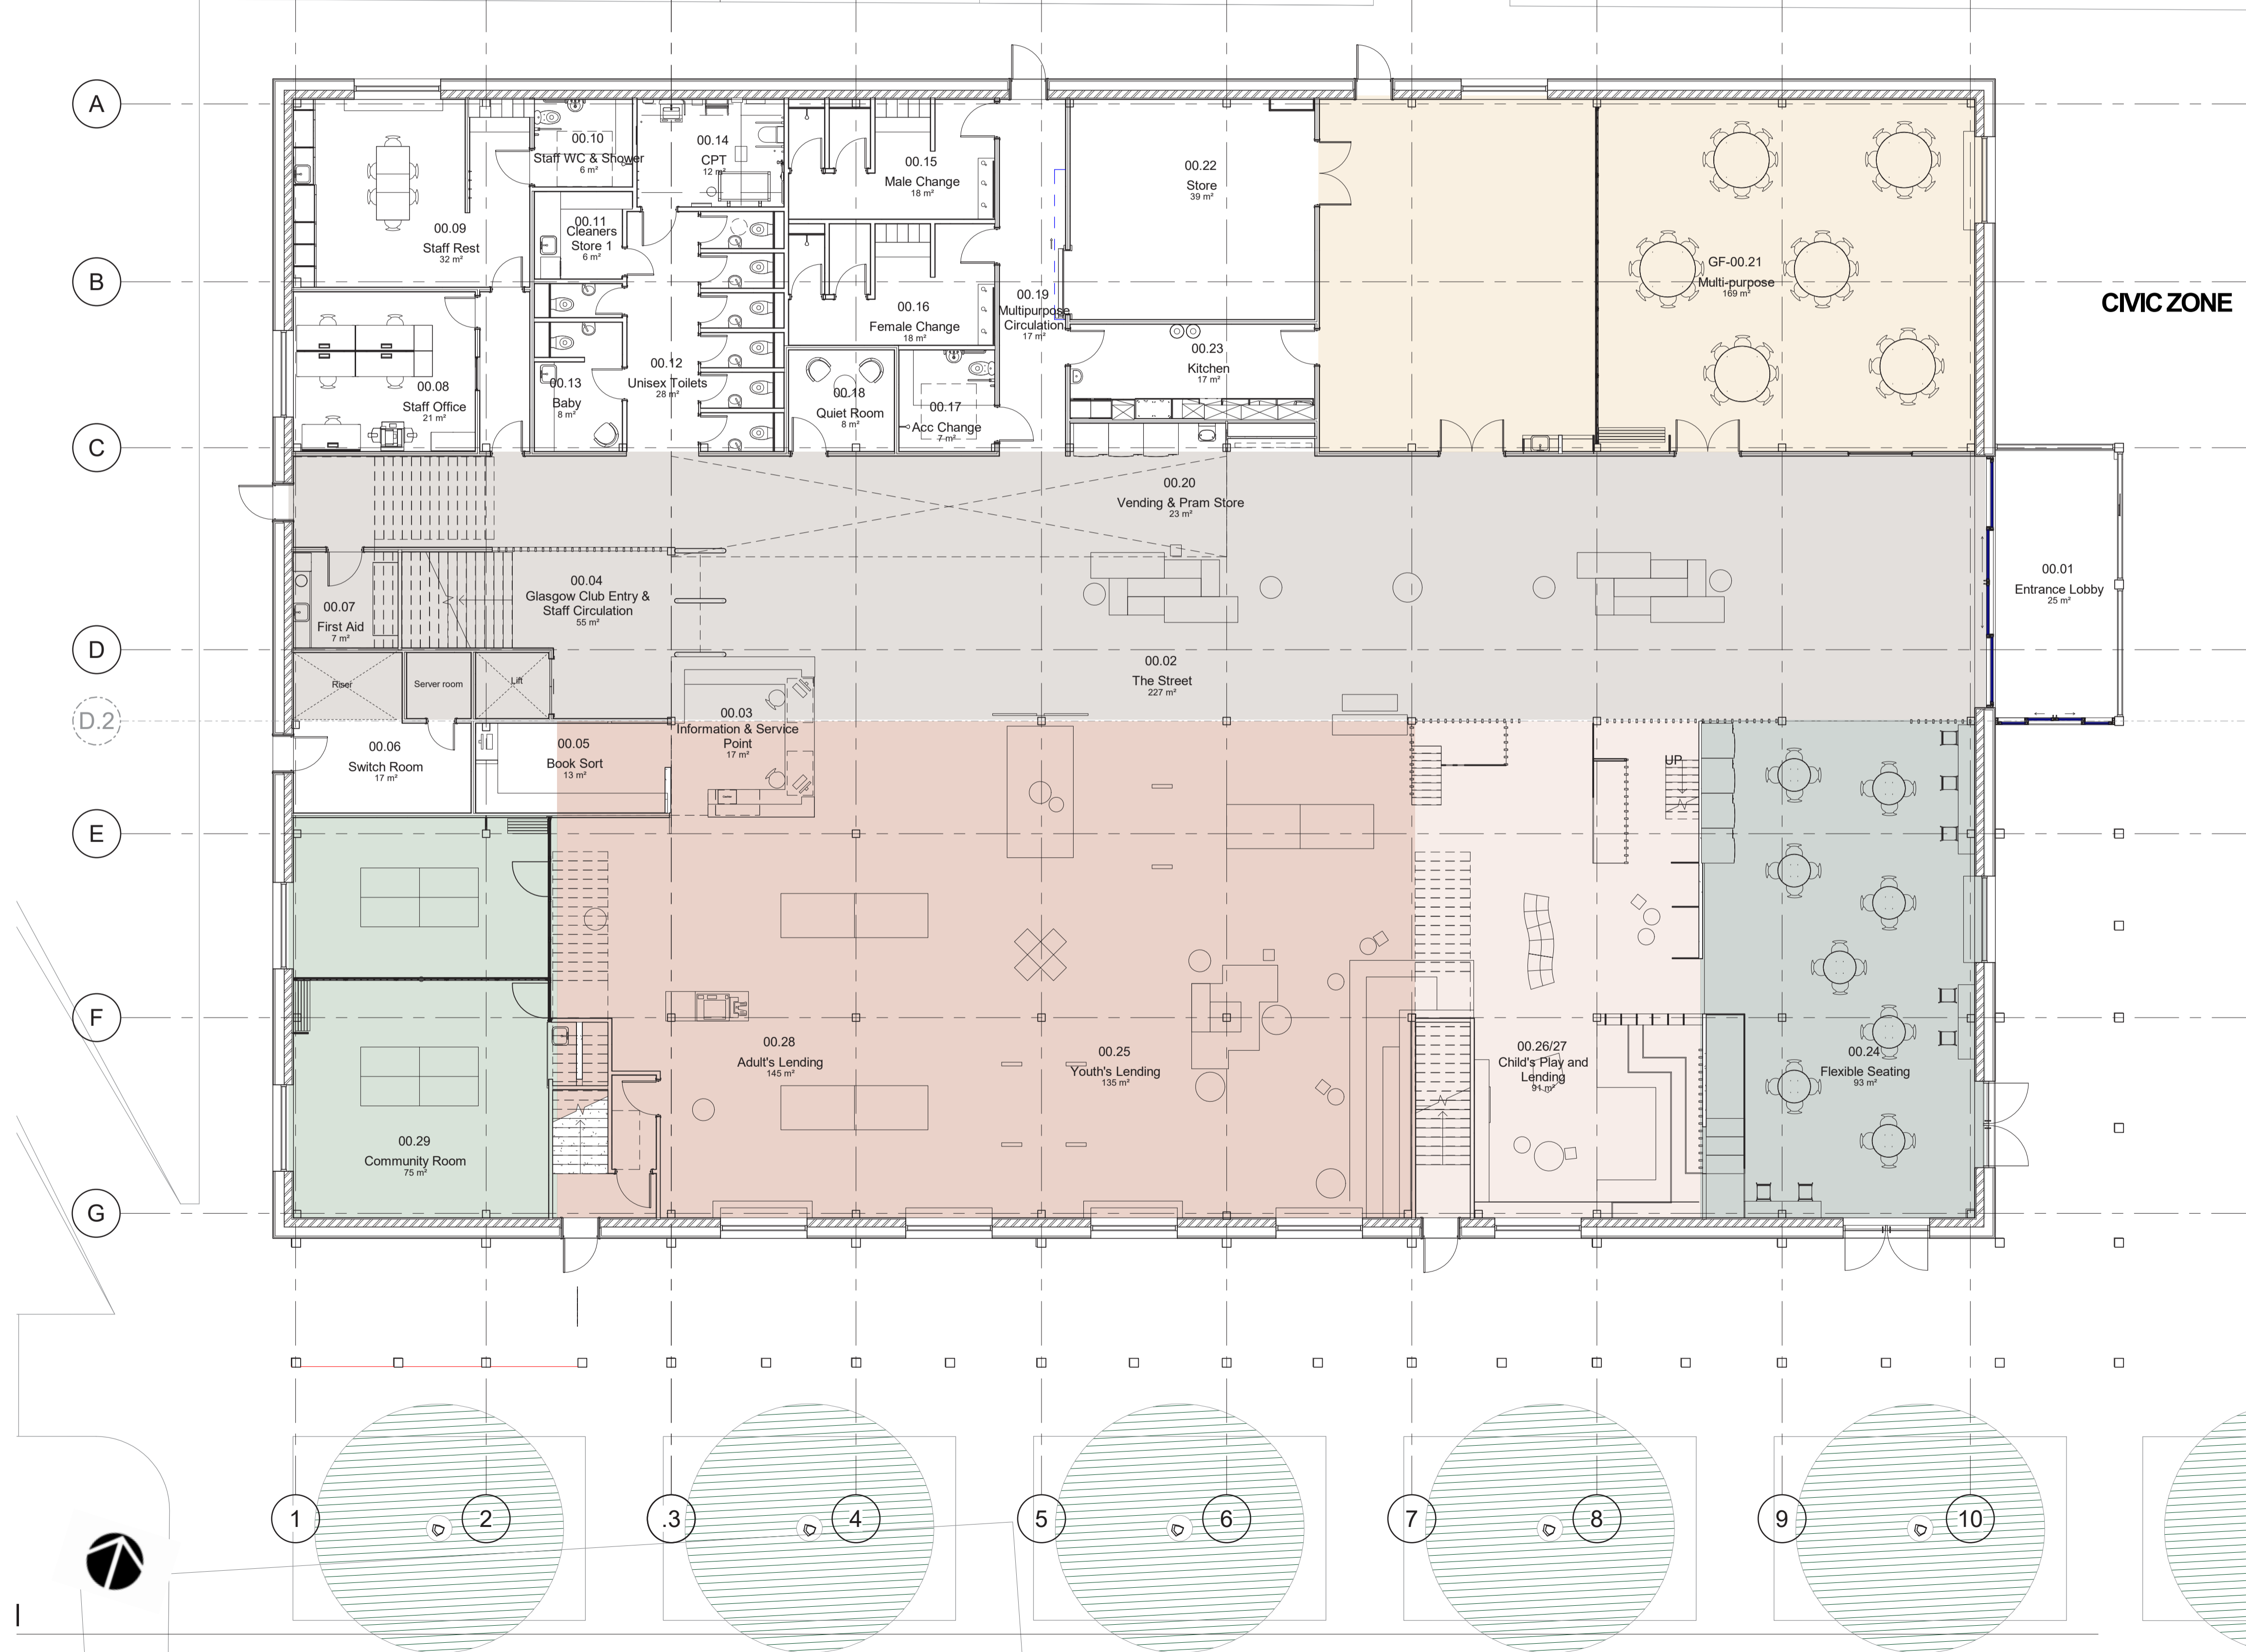 A
B
C
D
D.2
E
F
G
00.09
Staff Rest
32 m²
00.10
Staff WC & Shower
6 m²
00.11
Cleaners
Store 1
6 m²
00.14
CPT
12 m²
00.15
Male Change
18 m²
00.16
Female Change
18 m²
00.19
Multipurpose
Circulation
17 m²
00.22
Store
39 m²
00.23
Kitchen
17 m²
GF-00.21
Multi-purpose
169 m²
CIVIC ZONE
00.08
Staff Office
21 m²
00.13
Baby
8 m²
00.12
Unisex Toilets
28 m²
00.18
Quiet Room
8 m²
00.17
Acc Change
7 m²
00.20
Vending & Pram Store
23 m²
00.01
Entrance Lobby
25 m²
00.04
Glasgow Club Entry &
Staff Circulation
55 m²
00.07
First Aid
7 m²
Riser
Server room
Lift
00.02
The Street
227 m²
00.03
Information & Service
Point
17 m²
00.06
Switch Room
17 m²
00.05
Book Sort
13 m²
UP
00.28
Adult's Lending
145 m²
00.25
Youth's Lending
135 m²
00.26/27
Child's Play and
Lending
91 m²
00.24
Flexible Seating
93 m²
00.29
Community Room
75 m²
1
2
.3
4
5
6
7
8
9
10